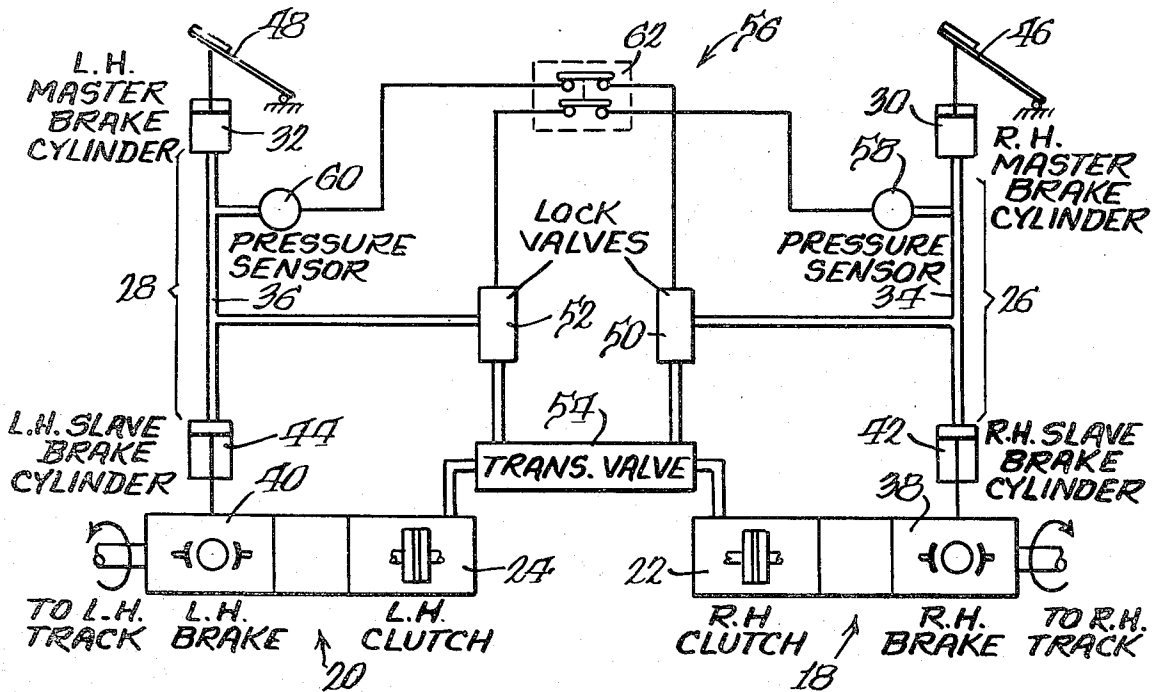 48
62
56
46
L.H.
MASTER
BRAKE
CYLINDER
32
30
R.H.
MASTER
BRAKE
CYLINDER
60
58
LOCK
VALVES
PRESSURE
SENSOR
PRESSURE
SENSOR
28
36
52
50
34
26
54
L.H. SLAVE
BRAKE
CYLINDER
44
42
R.H. SLAVE
BRAKE
CYLINDER
TRANS. VALVE
40
38
24
22
TO L.H.
TRACK
L.H.
BRAKE
L.H.
CLUTCH
R.H
CLUTCH
R.H.
BRAKE
TO R.H.
TRACK
20
18